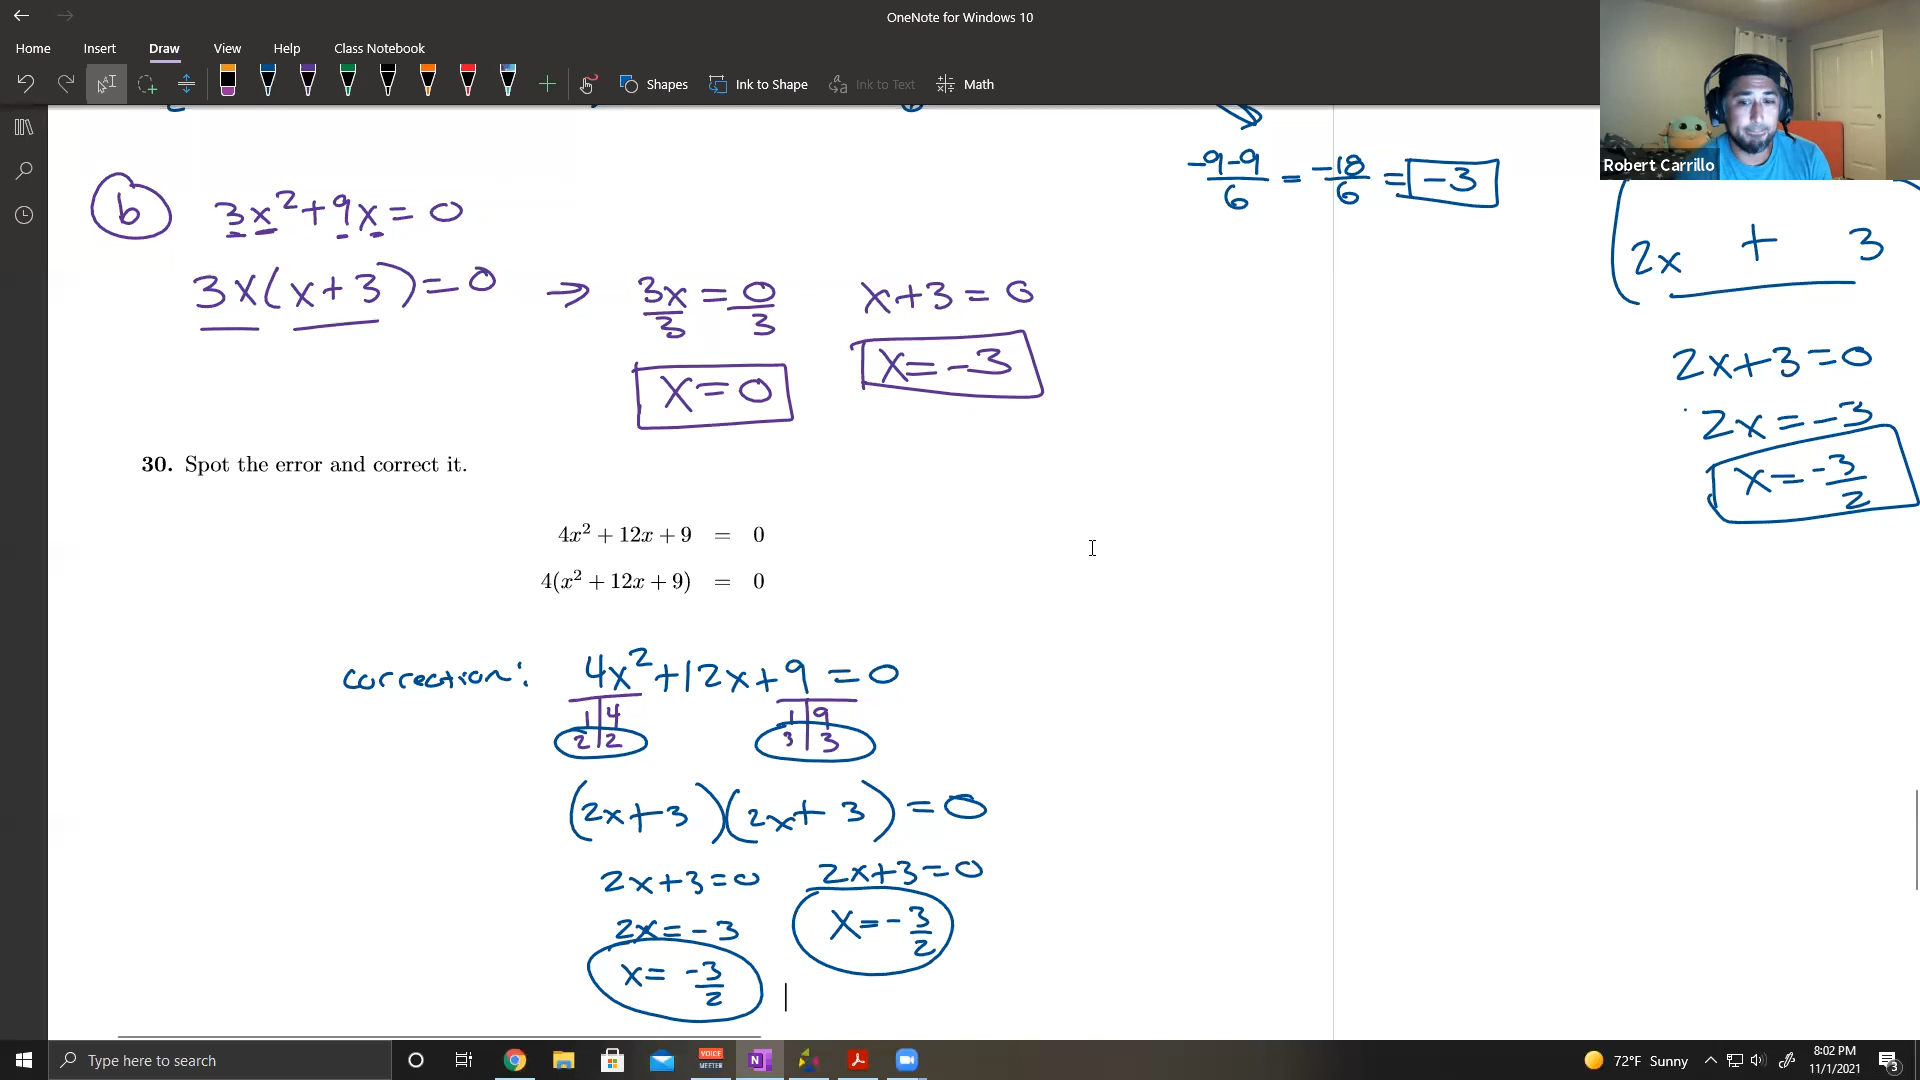 OneNote for Windows 10
Home Insert Draw View Help Class Notebook
Shapes Ink to Shape Ink to Text Math
Robert Carrillo
-9-9/6 = -18/6 = -3
b 3x²+9x=0
3x(x+3)=0 → 3x/3=0/3 x+3=0
x=0 x=-3
2x + 3
2x+3=0
2x=-3
x=-3/2
30. Spot the error and correct it.
4x² + 12x + 9 = 0
4(x² + 12x + 9) = 0
correction: 4x²+12x+9=0
1 4 1 9
2 2 3 3
(2x+3)(2x+3)=0
2x+3=0 2x+3=0
2x=-3 x=-3/2
x=-3/2
Type here to search
VOICE MEETER
72°F Sunny
8:02 PM
11/1/2021
3